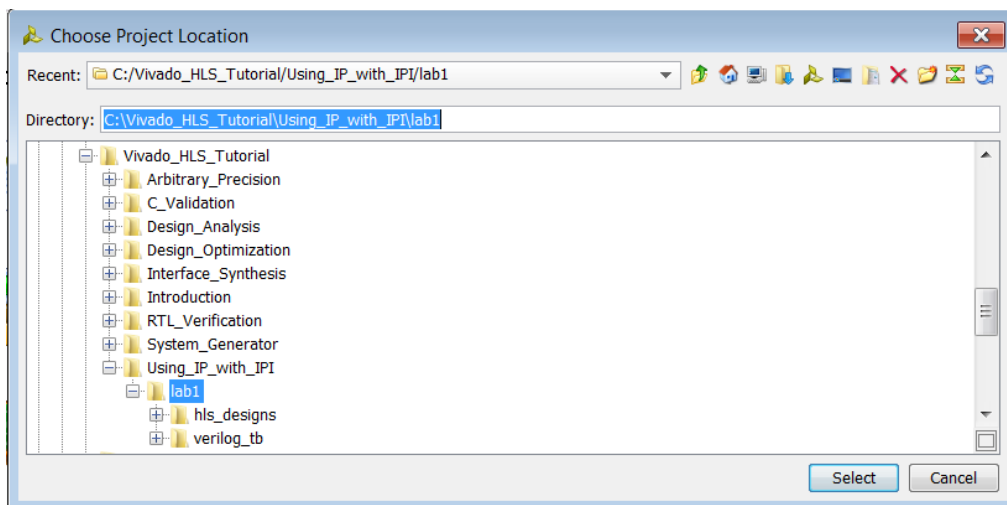 Choose Project Location
Recent: C:/Vivado_HLS_Tutorial/Using_IP_with_IPI/lab1
Directory: C:\Vivado_HLS_Tutorial\Using_IP_with_IPI\lab1
Vivado_HLS_Tutorial
Arbitrary_Precision
C_Validation
Design_Analysis
Design_Optimization
Interface_Synthesis
Introduction
RTL_Verification
System_Generator
Using_IP_with_IPI
lab1
hls_designs
verilog_tb
Select Cancel